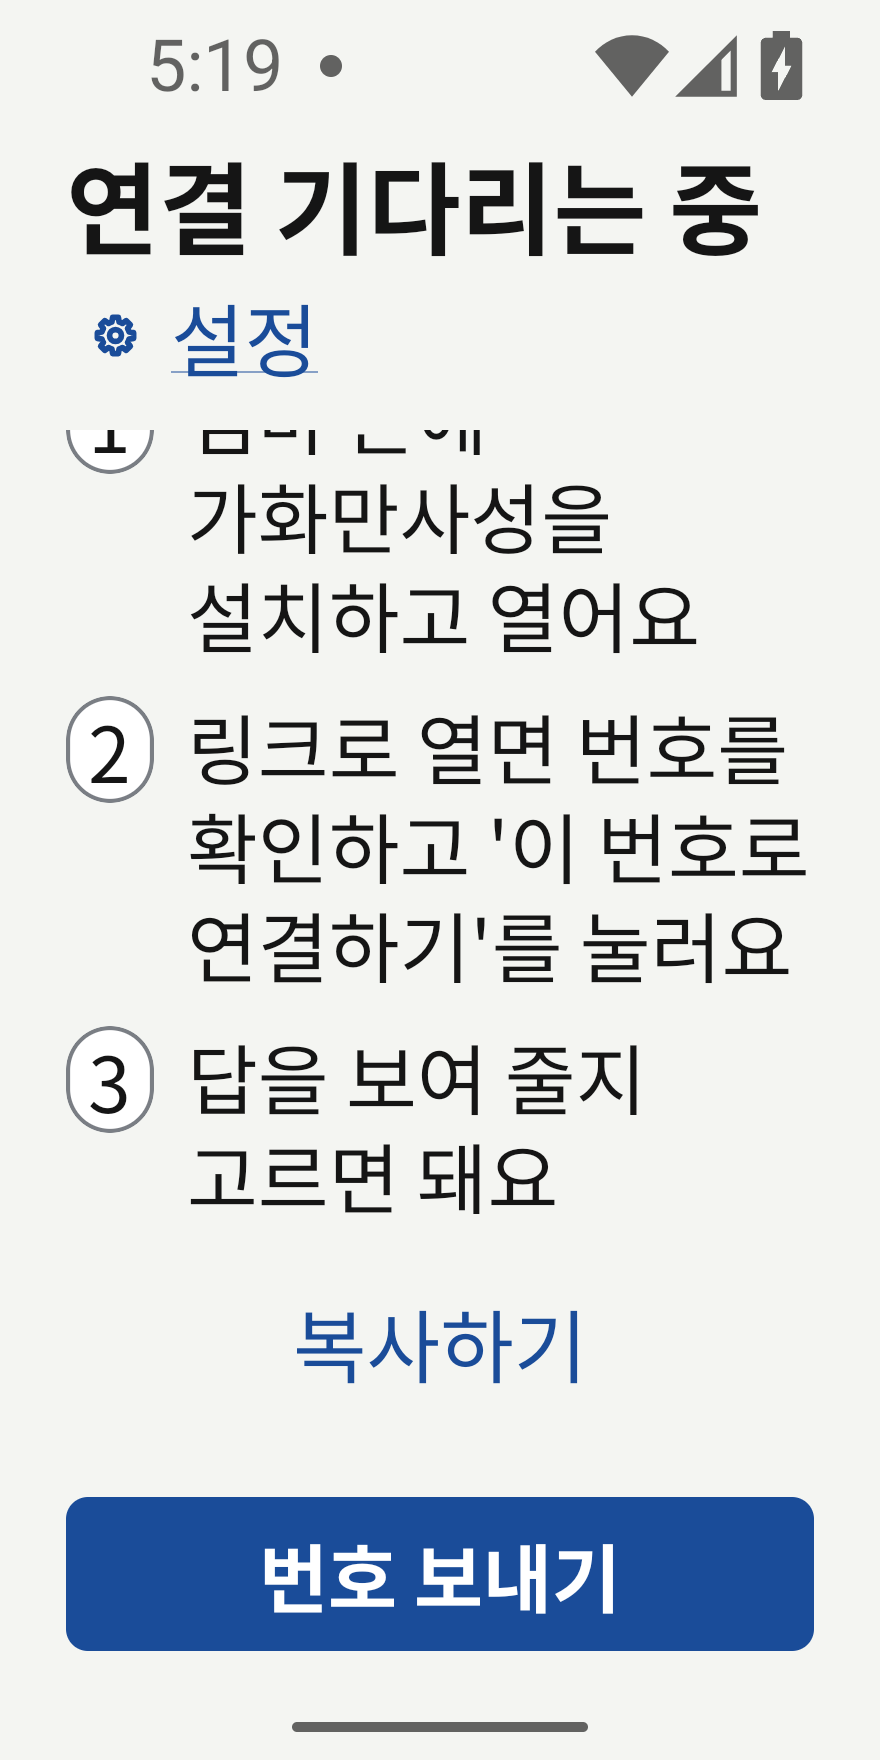 5:19
연결 기다리는 중
설정
1
가화만사성을
설치하고 열어요
2 링크로 열면 번호를
확인하고 '이 번호로
연결하기'를 눌러요
3 답을 보여 줄지
고르면 돼요
복사하기
번호 보내기